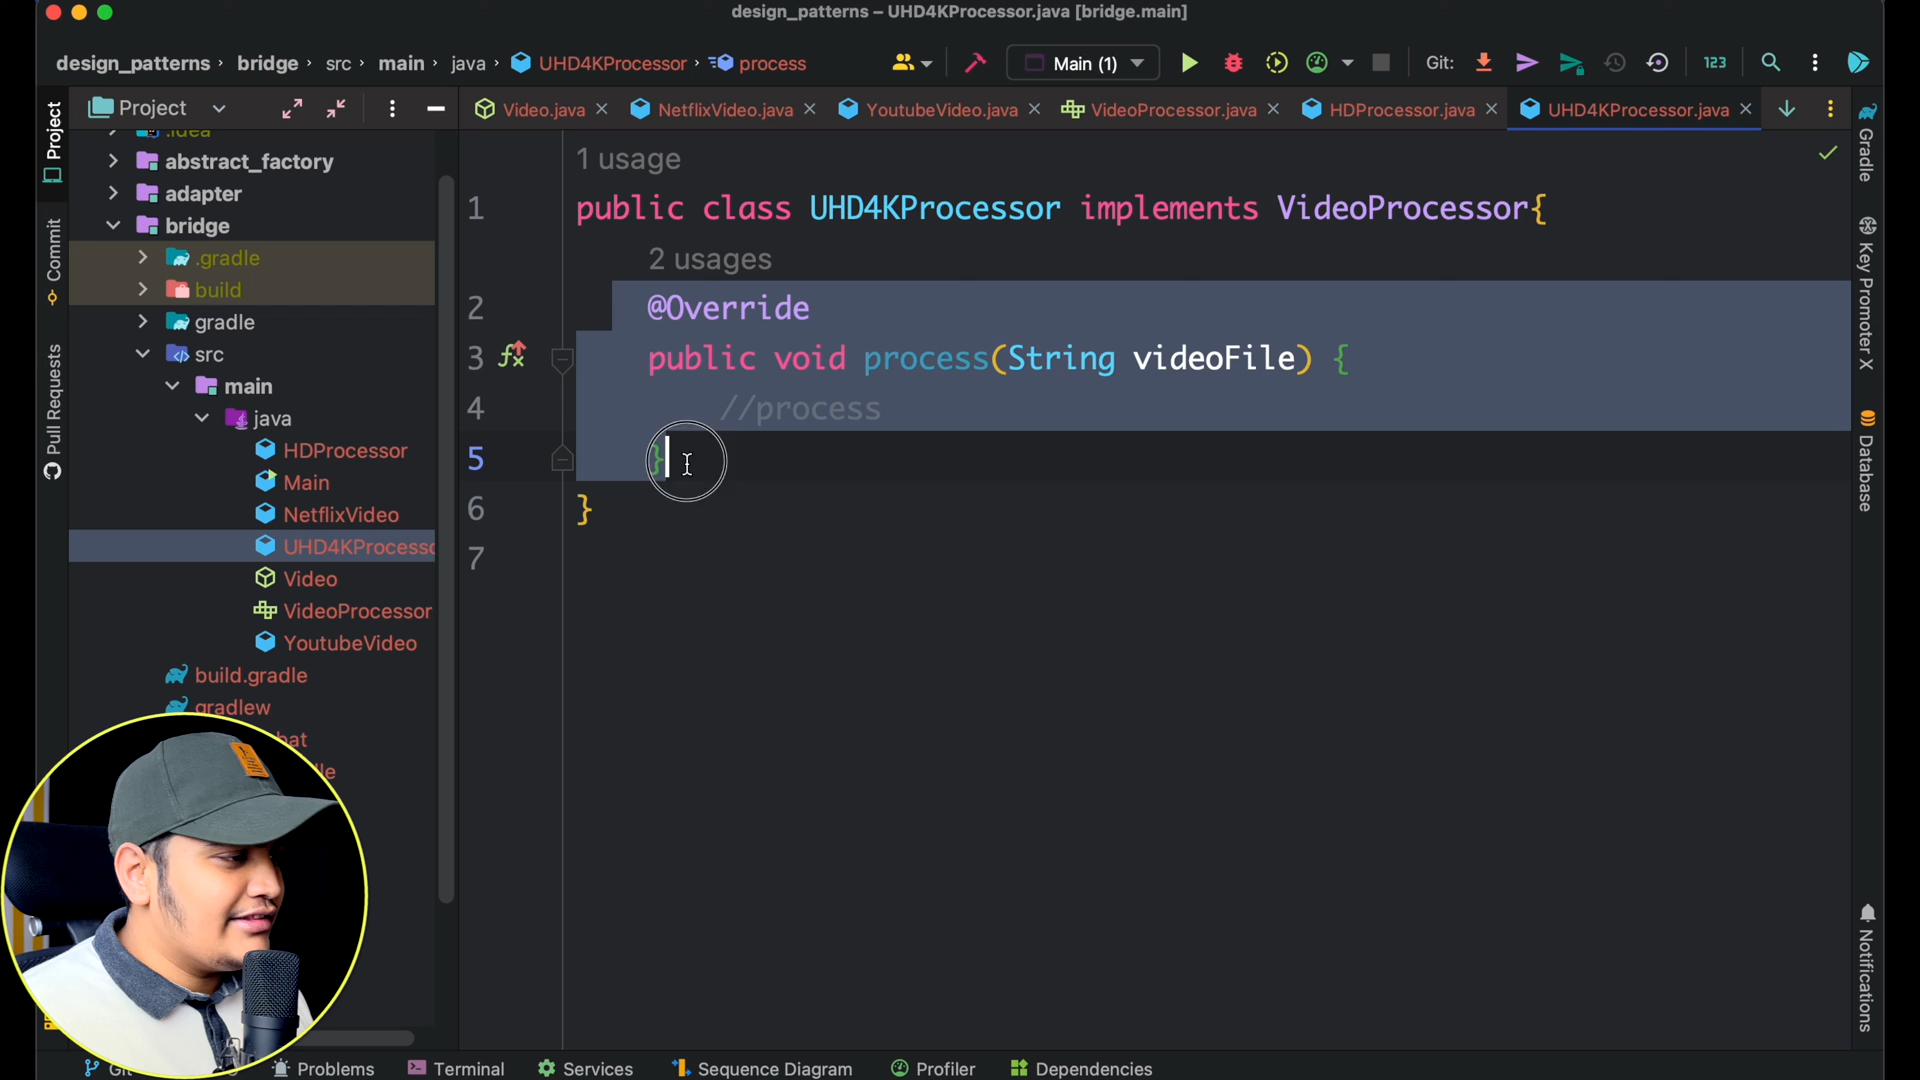 design_patterns – UHD4KProcessor.java [bridge.main]
design_patterns › bridge › src › main › java › UHD4KProcessor › process
Main (1)
Git:
123
Project
Video.java
NetflixVideo.java
YoutubeVideo.java
VideoProcessor.java
HDProcessor.java
UHD4KProcessor.java
Project
Commit
Pull Requests
.idea
abstract_factory
adapter
bridge
.gradle
build
gradle
src
main
java
HDProcessor
Main
NetflixVideo
UHD4KProcesso
Video
VideoProcessor
YoutubeVideo
build.gradle
gradlew
1 usage
1 public class UHD4KProcessor implements VideoProcessor{
2 usages
2 @Override
3 public void process(String videoFile) {
4 //process
5 }
6 }
7
Gradle
Key Promoter X
Database
Notifications
Problems
Terminal
Services
Sequence Diagram
Profiler
Dependencies